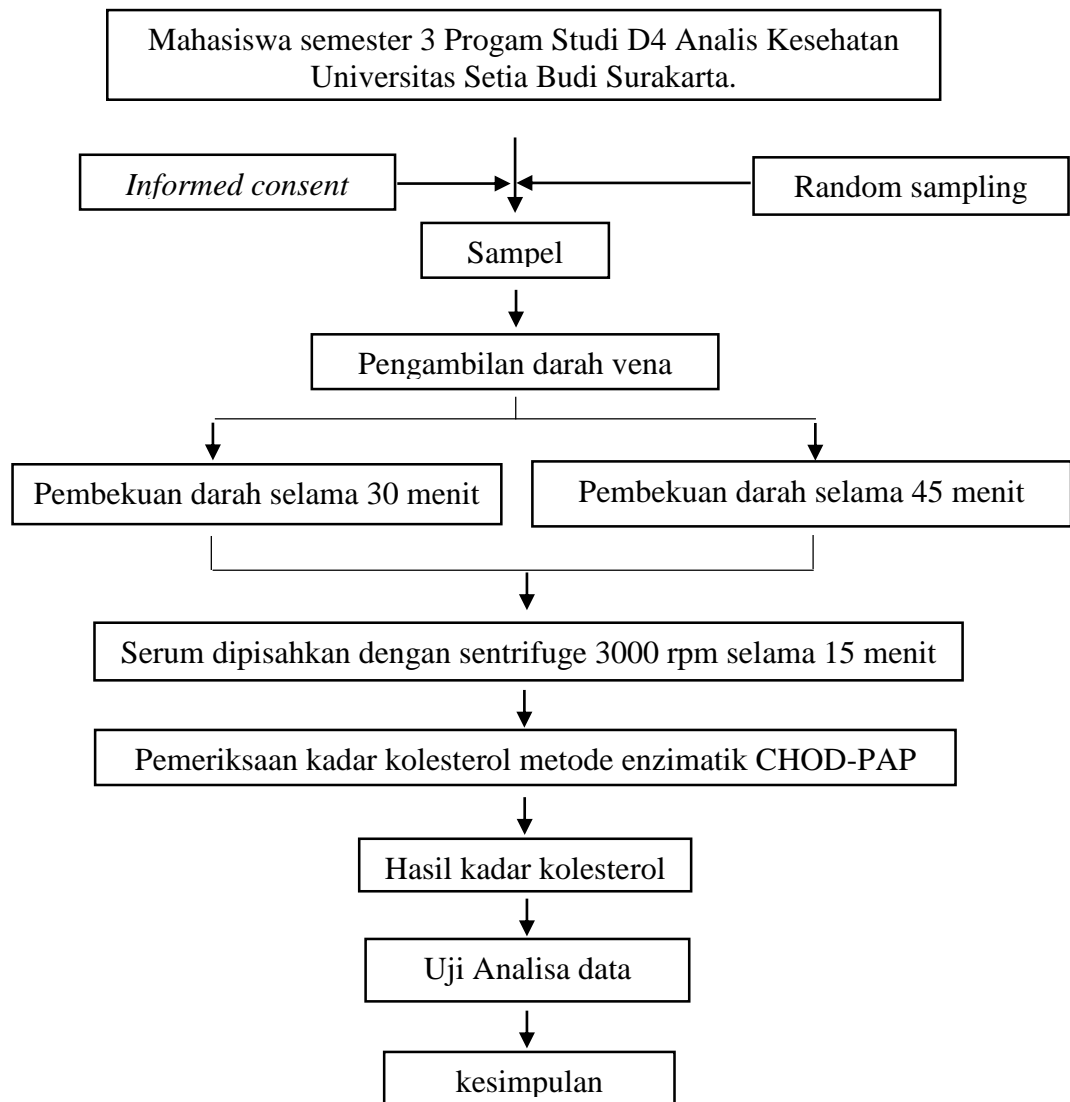 Mahasiswa semester 3 Progam Studi D4 Analis Kesehatan
Universitas Setia Budi Surakarta.
Informed consent
Random sampling
Sampel
Pengambilan darah vena
Pembekuan darah selama 30 menit
Pembekuan darah selama 45 menit
Serum dipisahkan dengan sentrifuge 3000 rpm selama 15 menit
Pemeriksaan kadar kolesterol metode enzimatik CHOD-PAP
Hasil kadar kolesterol
Uji Analisa data
kesimpulan